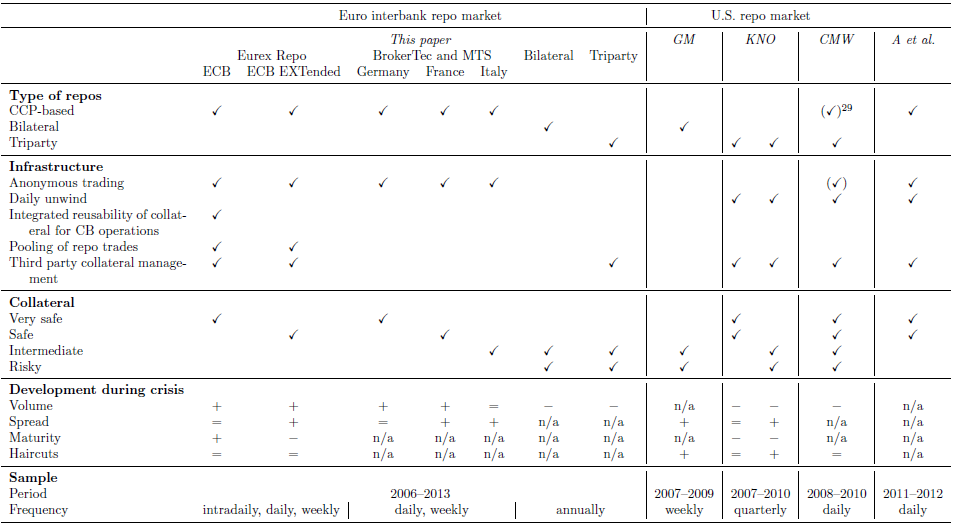 Euro interbank repo market U.S. repo market
This paper GM KNO CMW A et al.
Eurex Repo BrokerTec and MTS Bilateral Triparty
ECB ECB EXTended Germany France Italy
Type of repos
CCP-based ✓ ✓ ✓ ✓ ✓ (✓)29 ✓
Bilateral ✓ ✓
Triparty ✓ ✓ ✓ ✓
Infrastructure
Anonymous trading ✓ ✓ ✓ ✓ ✓ (✓) ✓
Daily unwind ✓ ✓ ✓ ✓
Integrated reusability of collat- ✓
eral for CB operations
Pooling of repo trades ✓ ✓
Third party collateral manage- ✓ ✓ ✓ ✓ ✓ ✓ ✓
ment
Collateral
Very safe ✓ ✓ ✓ ✓ ✓
Safe ✓ ✓ ✓ ✓ ✓
Intermediate ✓ ✓ ✓ ✓ ✓ ✓
Risky ✓ ✓ ✓ ✓ ✓
Development during crisis
Volume + + + + = − − n/a − − − n/a
Spread = + = + + n/a n/a + = + n/a n/a
Maturity + − n/a n/a n/a n/a n/a n/a − − n/a n/a
Haircuts = = n/a n/a n/a n/a n/a + = + = n/a
Sample
Period 2006–2013 2007–2009 2007–2010 2008–2010 2011–2012
Frequency intradaily, daily, weekly daily, weekly annually weekly quarterly daily daily